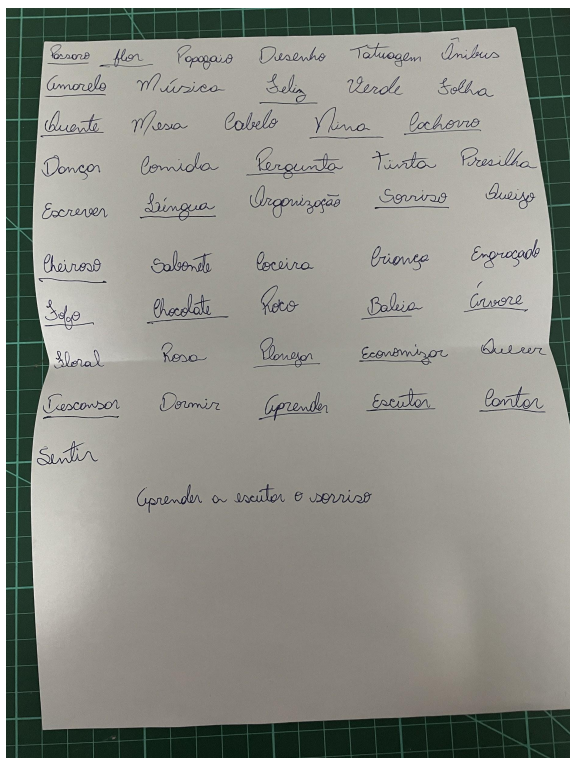 Passaro flor Papagaio Desenho Tatuagem Ônibus
Amarelo Música Feliz Verde Folha
Quente Mesa Cabelo Nina Cachorro
Dançar Comida Pergunta Tinta Presilha
Escrever Língua Organização Sorriso Queijo
Cheiroso Sabonete Coceira Criança Engraçado
Fofo Chocolate Roxo Baleia Árvore
Floral Rosa Planejar Economizar Querer
Descansar Dormir Aprender Escutar Cantar
Sentir
Aprender a escutar o sorriso